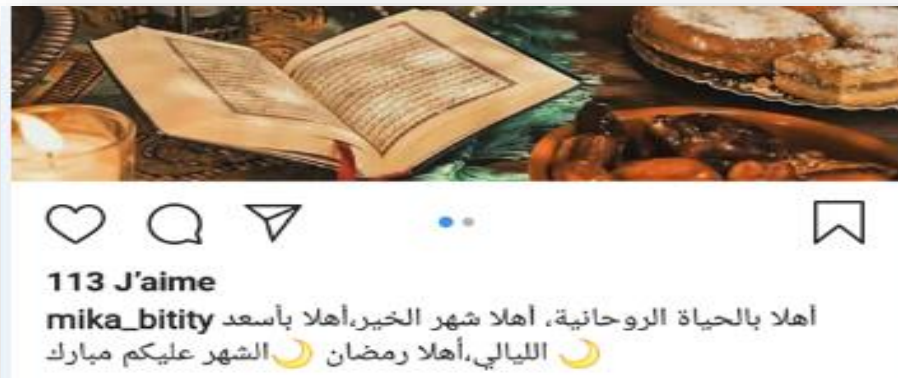 113 J'aime
mika_bitity أهلا بالحياة الروحانية، أهلا شهر الخير،أهلا بأسعد
الليالي،أهلا رمضان 🌙الشهر عليكم مبارك 🌙